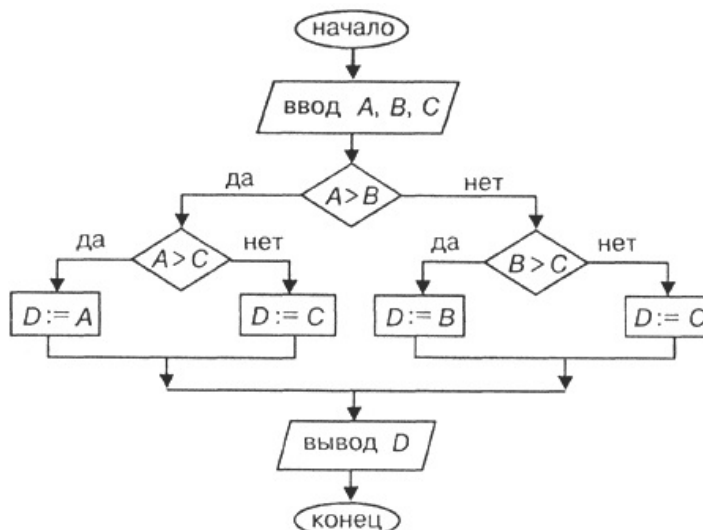 начало
ввод A, B, C
да
A > B
нет
да
A > C
нет
да
B > C
нет
D := A
D := C
D := B
D := C
вывод D
конец